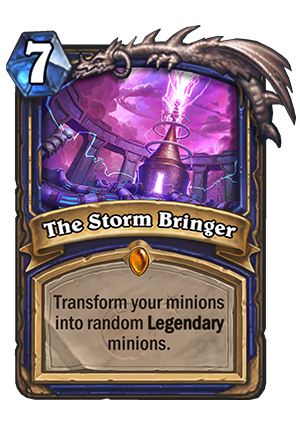 7
The Storm Bringer
Transform your minions
into random Legendary
minions.